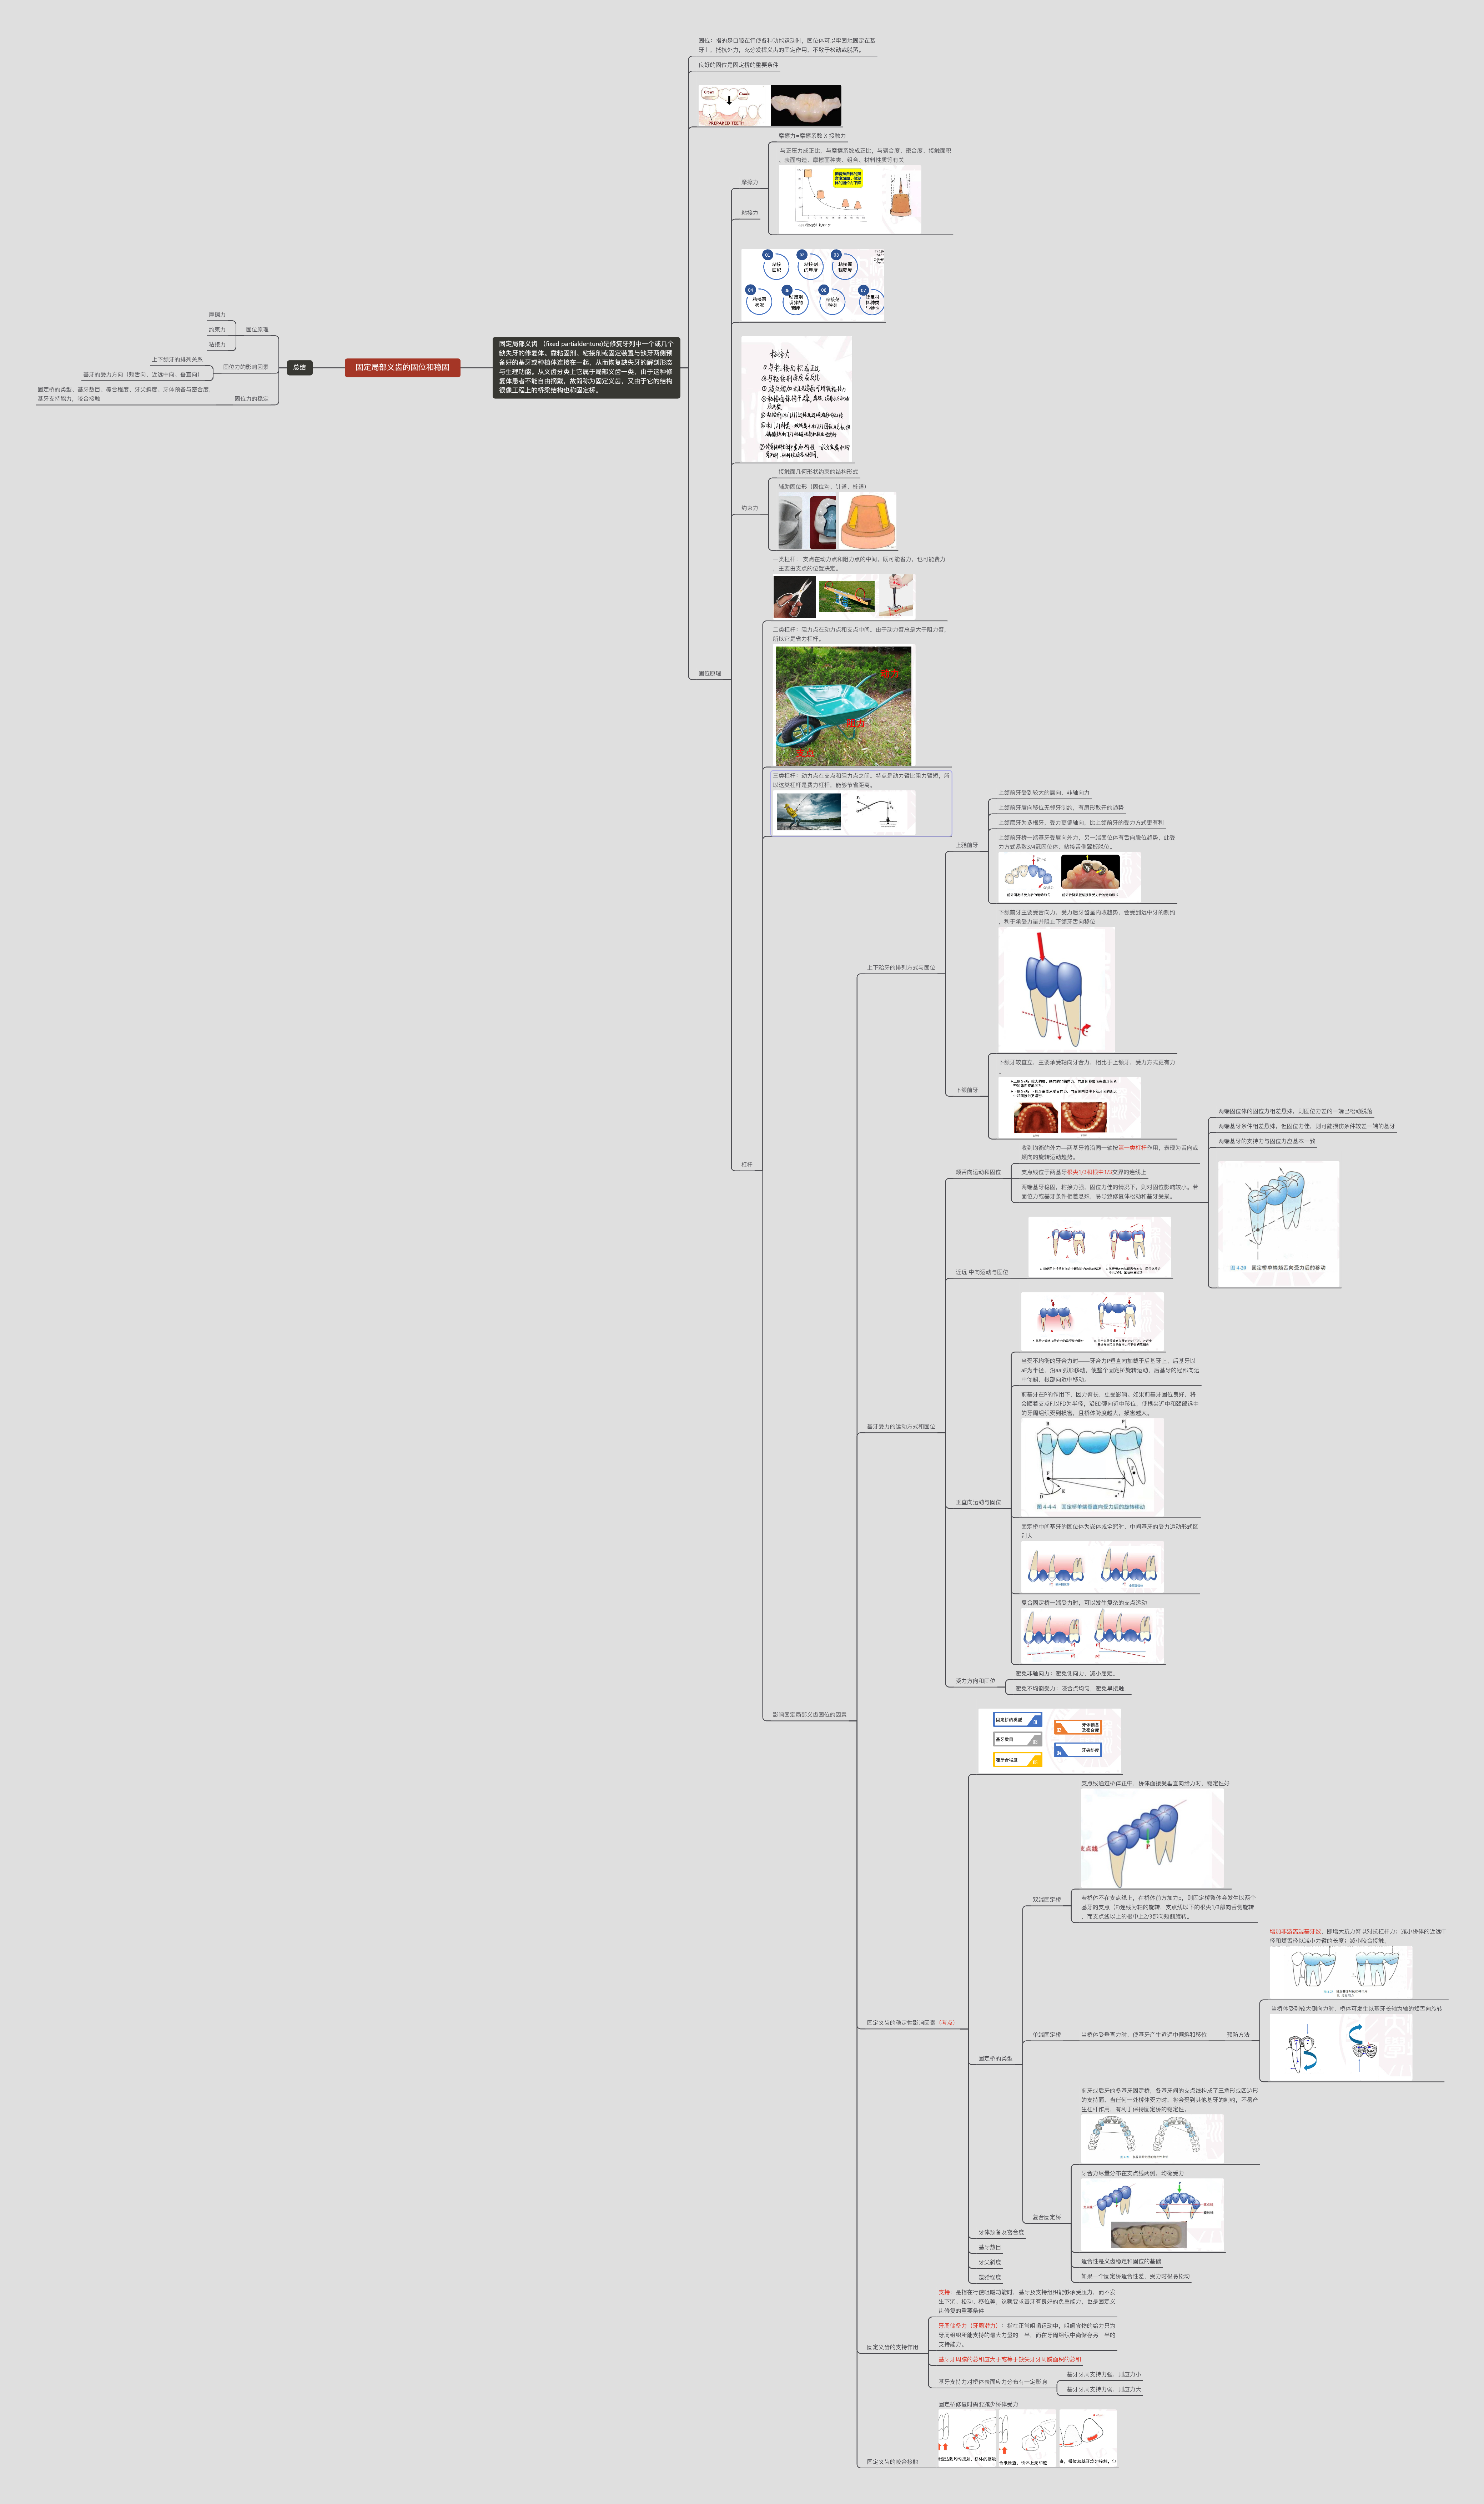 固定局部义齿的固位和稳固
总结
固位原理
摩擦力
约束力
粘接力
固位力的影响因素
上下颌牙的排列关系
基牙的受力方向（颊舌向、近远中向、垂直向）
固位力的稳定
固定桥的类型、基牙数目、覆合程度、牙尖斜度、牙体预备与密合度、
基牙支持能力、咬合接触
固定局部义齿 （fixed partialdenture)是修复牙列中一个或几个
缺失牙的修复体。靠粘固剂、粘接剂或固定装置与缺牙两侧预
备好的基牙或种植体连接在一起，从而恢复缺失牙的解剖形态
与生理功能。从义齿分类上它属于局部义齿一类，由于这种修
复体患者不能自由摘戴，故简称为固定义齿，又由于它的结构
很像工程上的桥梁结构也称固定桥。
固位：指的是口腔在行使各种功能运动时，固位体可以牢固地固定在基
牙上，抵抗外力，充分发挥义齿的固定作用，不致于松动或脱落。
良好的固位是固定桥的重要条件
PREPARED TEETH
固位原理
摩擦力
摩擦力=摩擦系数 X 接触力
与正压力成正比，与摩擦系数成正比，与聚合度、密合度、接触面积
、表面构造、摩擦面种类、组合、材料性质等有关
粘接力
01
粘接
面积
02
粘接剂
的厚度
03
粘接面
粗糙度
04
粘接面
状况
05
粘接剂
调拌的
稠度
06
粘接剂
种类
07
修复材
料种类
与特性
粘接力
约束力
接触面几何形状约束的结构形式
辅助固位形（固位沟、针道、桩道）
杠杆
一类杠杆： 支点在动力点和阻力点的中间。既可能省力，也可能费力
，主要由支点的位置决定。
二类杠杆：阻力点在动力点和支点中间。由于动力臂总是大于阻力臂，
所以它是省力杠杆。
阻力
支点
三类杠杆：动力点在支点和阻力点之间。特点是动力臂比阻力臂短，所
以这类杠杆是费力杠杆，能够节省距离。
影响固定局部义齿固位的因素
上下颌牙的排列方式与固位
上颌前牙
上颌前牙受到较大的唇向、非轴向力
上颌前牙唇向移位无邻牙制约，有扇形散开的趋势
上颌磨牙为多根牙，受力更偏轴向，比上颌前牙的受力方式更有利
上颌前牙桥一端基牙受唇向外力，另一端固位体有舌向脱位趋势，此受
力方式易致3/4冠固位体、粘接舌侧翼板脱位。
下颌前牙
下颌前牙主要受舌向力，受力后牙齿呈内收趋势，会受到远中牙的制约
，利于承受力量并阻止下颌牙舌向移位
下颌牙较直立，主要承受轴向牙合力，相比于上颌牙，受力方式更有力
。
基牙受力的运动方式和固位
颊舌向运动和固位
收到均衡的外力—两基牙将沿同一轴按第一类杠杆作用，表现为舌向或
颊向的旋转运动趋势。
支点线位于两基牙根尖1/3和根中1/3交界的连线上
两端基牙稳固、粘接力强、固位力佳的情况下，则对固位影响较小。若
固位力或基牙条件相差悬殊，易导致修复体松动和基牙受损。
两端固位体的固位力相差悬殊，则固位力差的一端已松动脱落
两端基牙条件相差悬殊，但固位力佳，则可能损伤条件较差一端的基牙
两端基牙的支持力与固位力应基本一致
固定桥单端颊舌向受力后的移动
近远 中向运动与固位
垂直向运动与固位
当受不均衡的牙合力时——牙合力P垂直向加载于后基牙上，后基牙以
aF为半径，沿aa'弧形移动，使整个固定桥旋转运动，后基牙的冠部向远
中倾斜，根部向近中移动。
前基牙在P的作用下，因力臂长，更受影响。如果前基牙固位良好，将
会顺着支点F,以FD为半径，沿ED弧向近中移位，使根尖近中和颈部远中
的牙周组织受到损害，且桥体跨度越大，损害越大。
图 4-4-4 固定桥单端垂直向受力后的旋转移动
固定桥中间基牙的固位体为嵌体或全冠时，中间基牙的受力运动形式区
别大
复合固定桥一端受力时，可以发生复杂的支点运动
受力方向和固位
避免非轴向力：避免侧向力，减小扭矩。
避免不均衡受力：咬合点均匀，避免早接触。
固定义齿的稳定性影响因素（考点）
固定桥的类型
01
牙体预备
及密合度
02
基牙数目
03
牙尖斜度
04
覆牙合程度
05
固定桥的类型
双端固定桥
支点线通过桥体正中，桥体面接受垂直向给力时，稳定性好
支点线
若桥体不在支点线上，在桥体前方加力p，则固定桥整体会发生以两个
基牙的支点（F)连线为轴的旋转，支点线以下的根尖1/3部向舌侧旋转
，而支点线以上的根中上2/3部向颊侧旋转。
单端固定桥
当桥体受垂直力时，使基牙产生近远中倾斜和移位
预防方法
增加非游离端基牙数，即增大抗力臂以对抗杠杆力；减小桥体的近远中
径和颊舌径以减小力臂的长度；减小咬合接触。
当桥体受到较大侧向力时，桥体可发生以基牙长轴为轴的颊舌向旋转
复合固定桥
前牙或后牙的多基牙固定桥，各基牙间的支点线构成了三角形或四边形
的支持面，当任何一处桥体受力时，将会受到其他基牙的制约，不易产
生杠杆作用，有利于保持固定桥的稳定性。
牙合力尽量分布在支点线两侧，均衡受力
适合性是义齿稳定和固位的基础
如果一个固定桥适合性差，受力时极易松动
牙体预备及密合度
基牙数目
牙尖斜度
覆𬌗程度
固定义齿的支持作用
支持：是指在行使咀嚼功能时，基牙及支持组织能够承受压力，而不发
生下沉、松动、移位等，这就要求基牙有良好的负重能力，也是固定义
齿修复的重要条件
牙周储备力（牙周潜力）：指在正常咀嚼运动中，咀嚼食物的给力只为
牙周组织所能支持的最大力量的一半，而在牙周组织中尚储存另一半的
支持能力。
基牙牙周膜的总和应大于或等于缺失牙牙周膜面积的总和
基牙支持力对桥体表面应力分布有一定影响
基牙牙周支持力强，则应力小
基牙牙周支持力弱，则应力大
固定义齿的咬合接触
固定桥修复时需要减少桥体受力